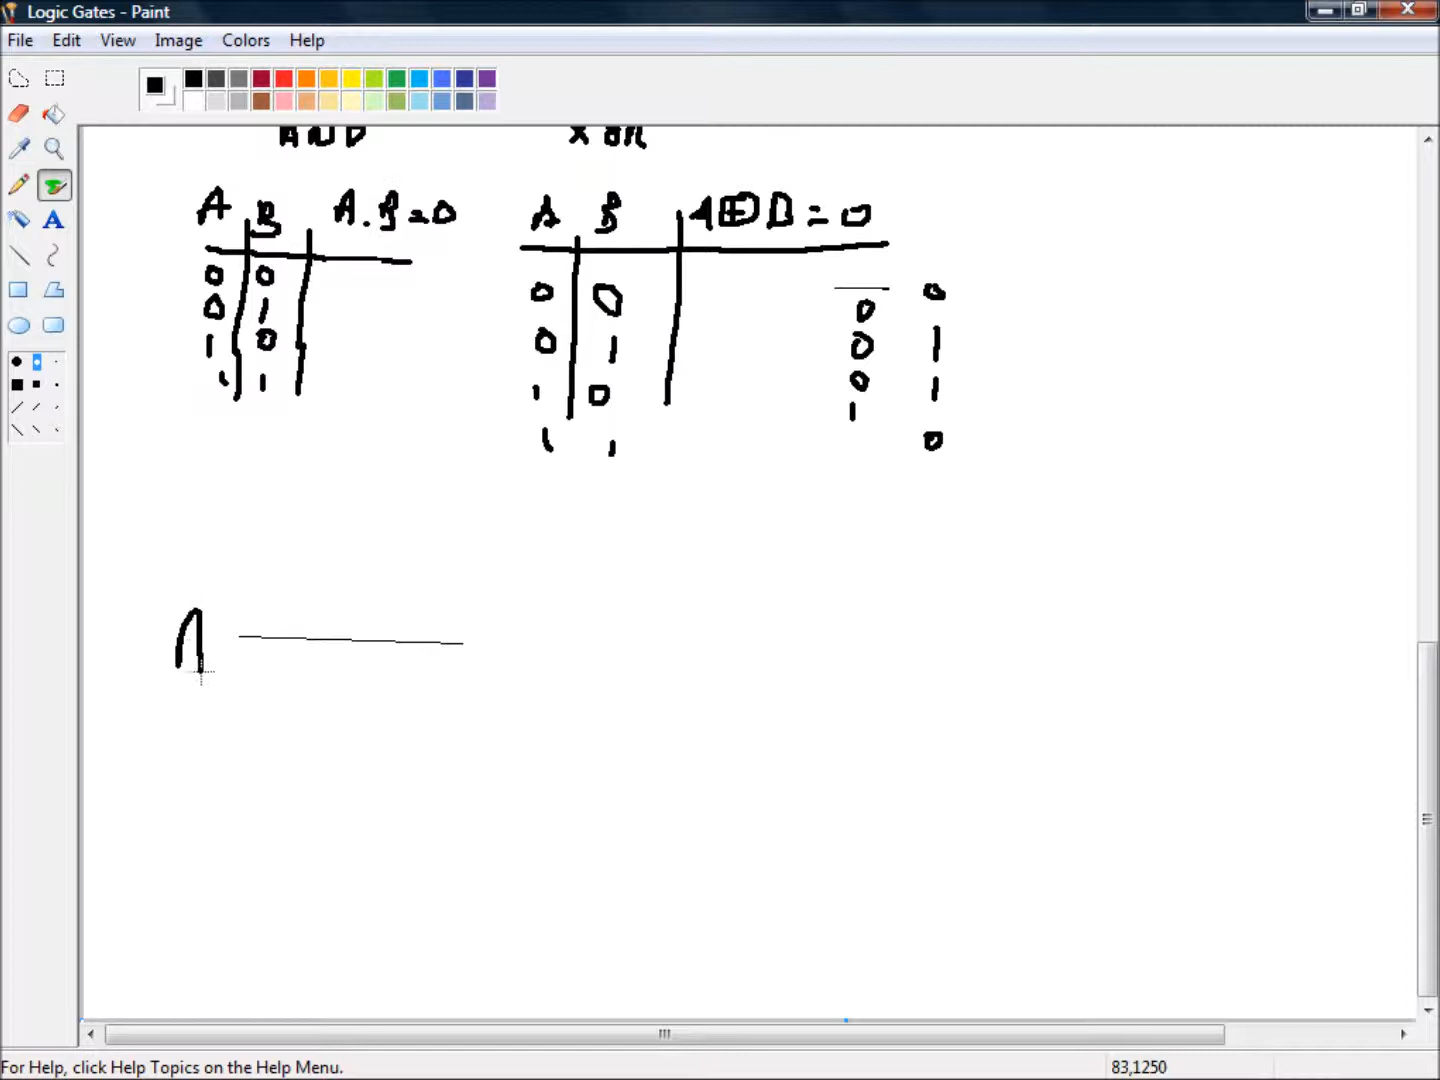 Logic Gates - Paint
File Edit View Image Colors Help
AND XOR
A B A.B=0 A B A⊕B=0
0 0
0 1
1 0
1 1
0 0
0 1
1 0
1 1
0
0
0
1
0
1
1
0
A
For Help, click Help Topics on the Help Menu.
83,1250